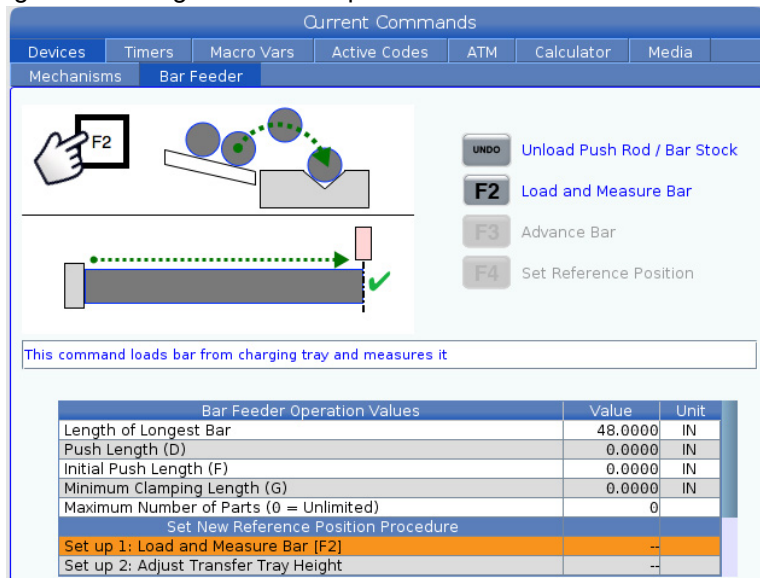 Current Commands
Devices Timers Macro Vars Active Codes ATM Calculator Media
Mechanisms Bar Feeder
F2
UNDO Unload Push Rod / Bar Stock
F2 Load and Measure Bar
F3 Advance Bar
F4 Set Reference Position
This command loads bar from charging tray and measures it
Bar Feeder Operation Values Value Unit
Length of Longest Bar 48.0000 IN
Push Length (D) 0.0000 IN
Initial Push Length (F) 0.0000 IN
Minimum Clamping Length (G) 0.0000 IN
Maximum Number of Parts (0 = Unlimited) 0
Set New Reference Position Procedure
Set up 1: Load and Measure Bar [F2] --
Set up 2: Adjust Transfer Tray Height --